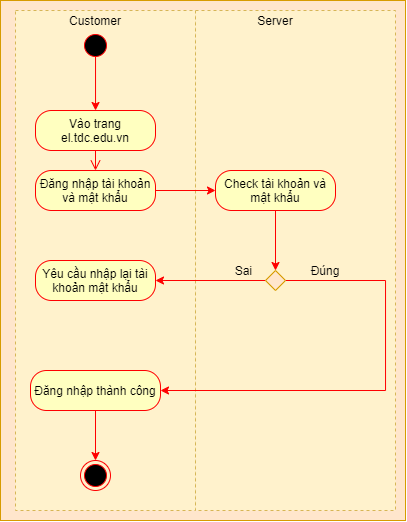 Customer
Server
Vào trang
el.tdc.edu.vn
Đăng nhập tài khoản
và mật khẩu
Check tài khoản và
mật khẩu
Sai
Đúng
Yêu cầu nhập lại tài
khoản mật khẩu
Đăng nhập thành công